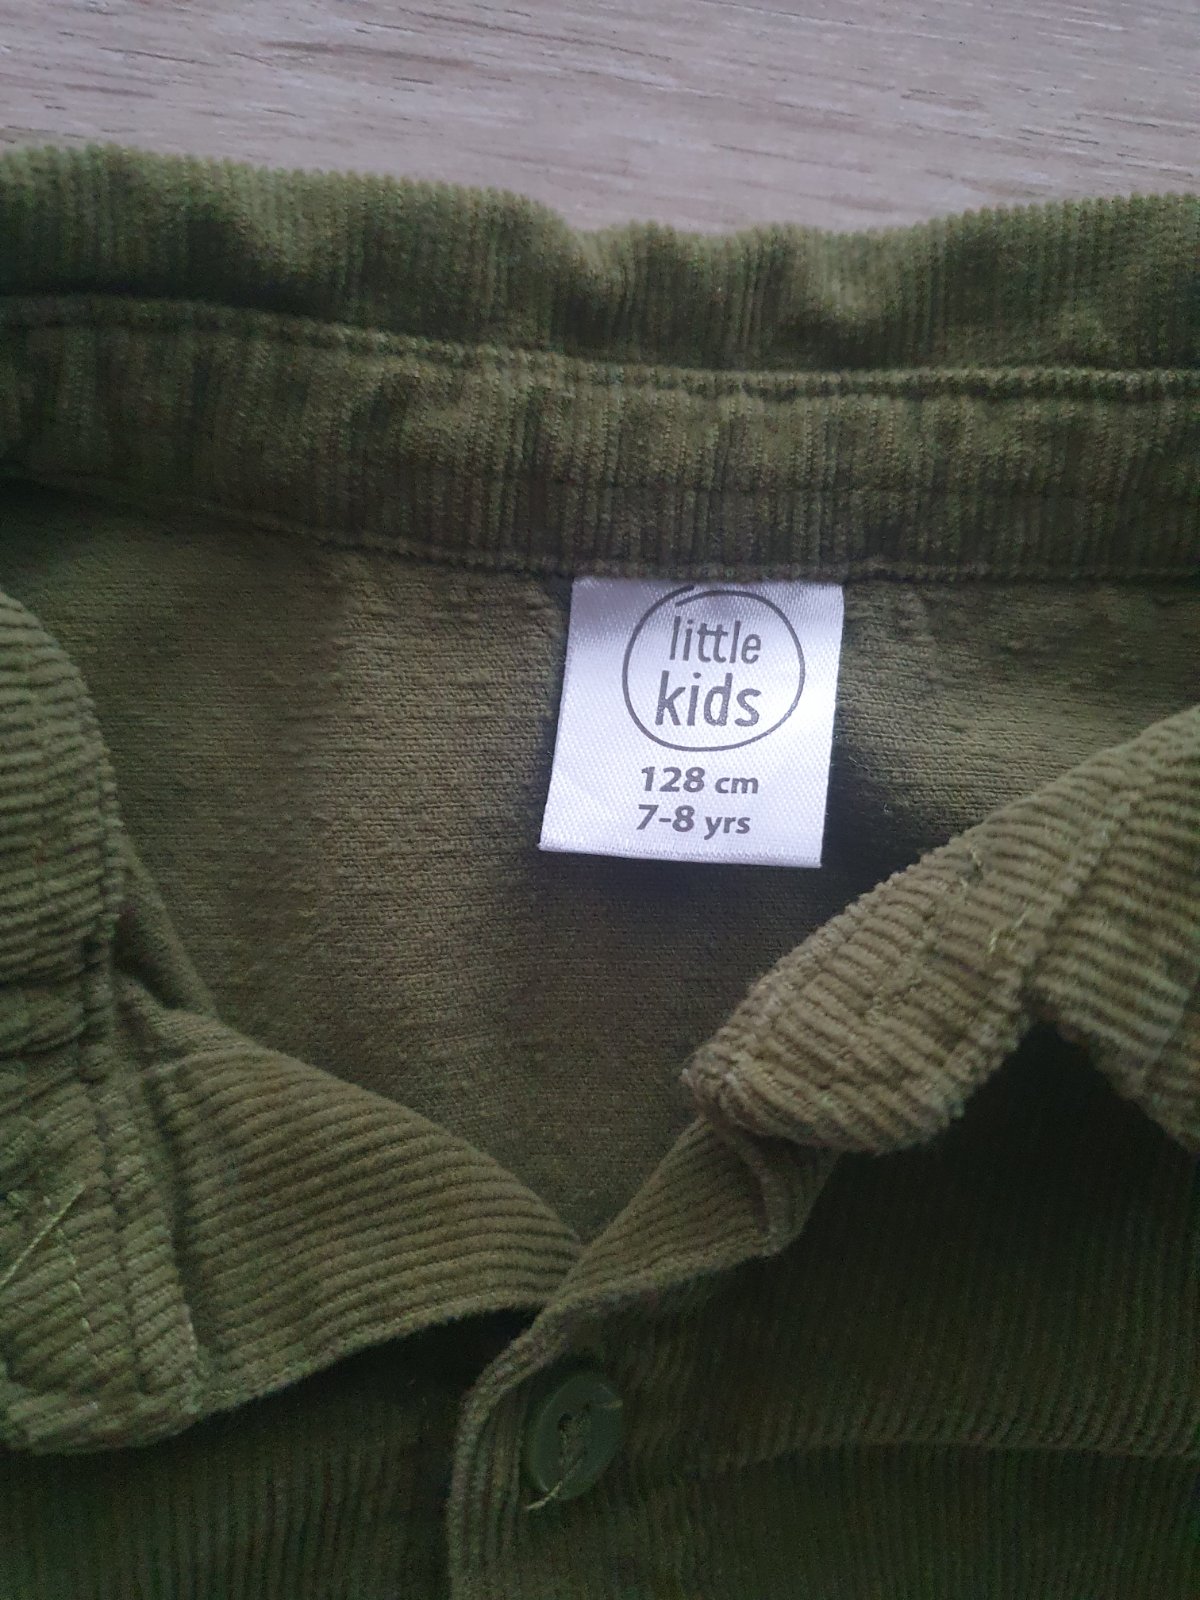 little
kids
128 cm
7-8 yrs